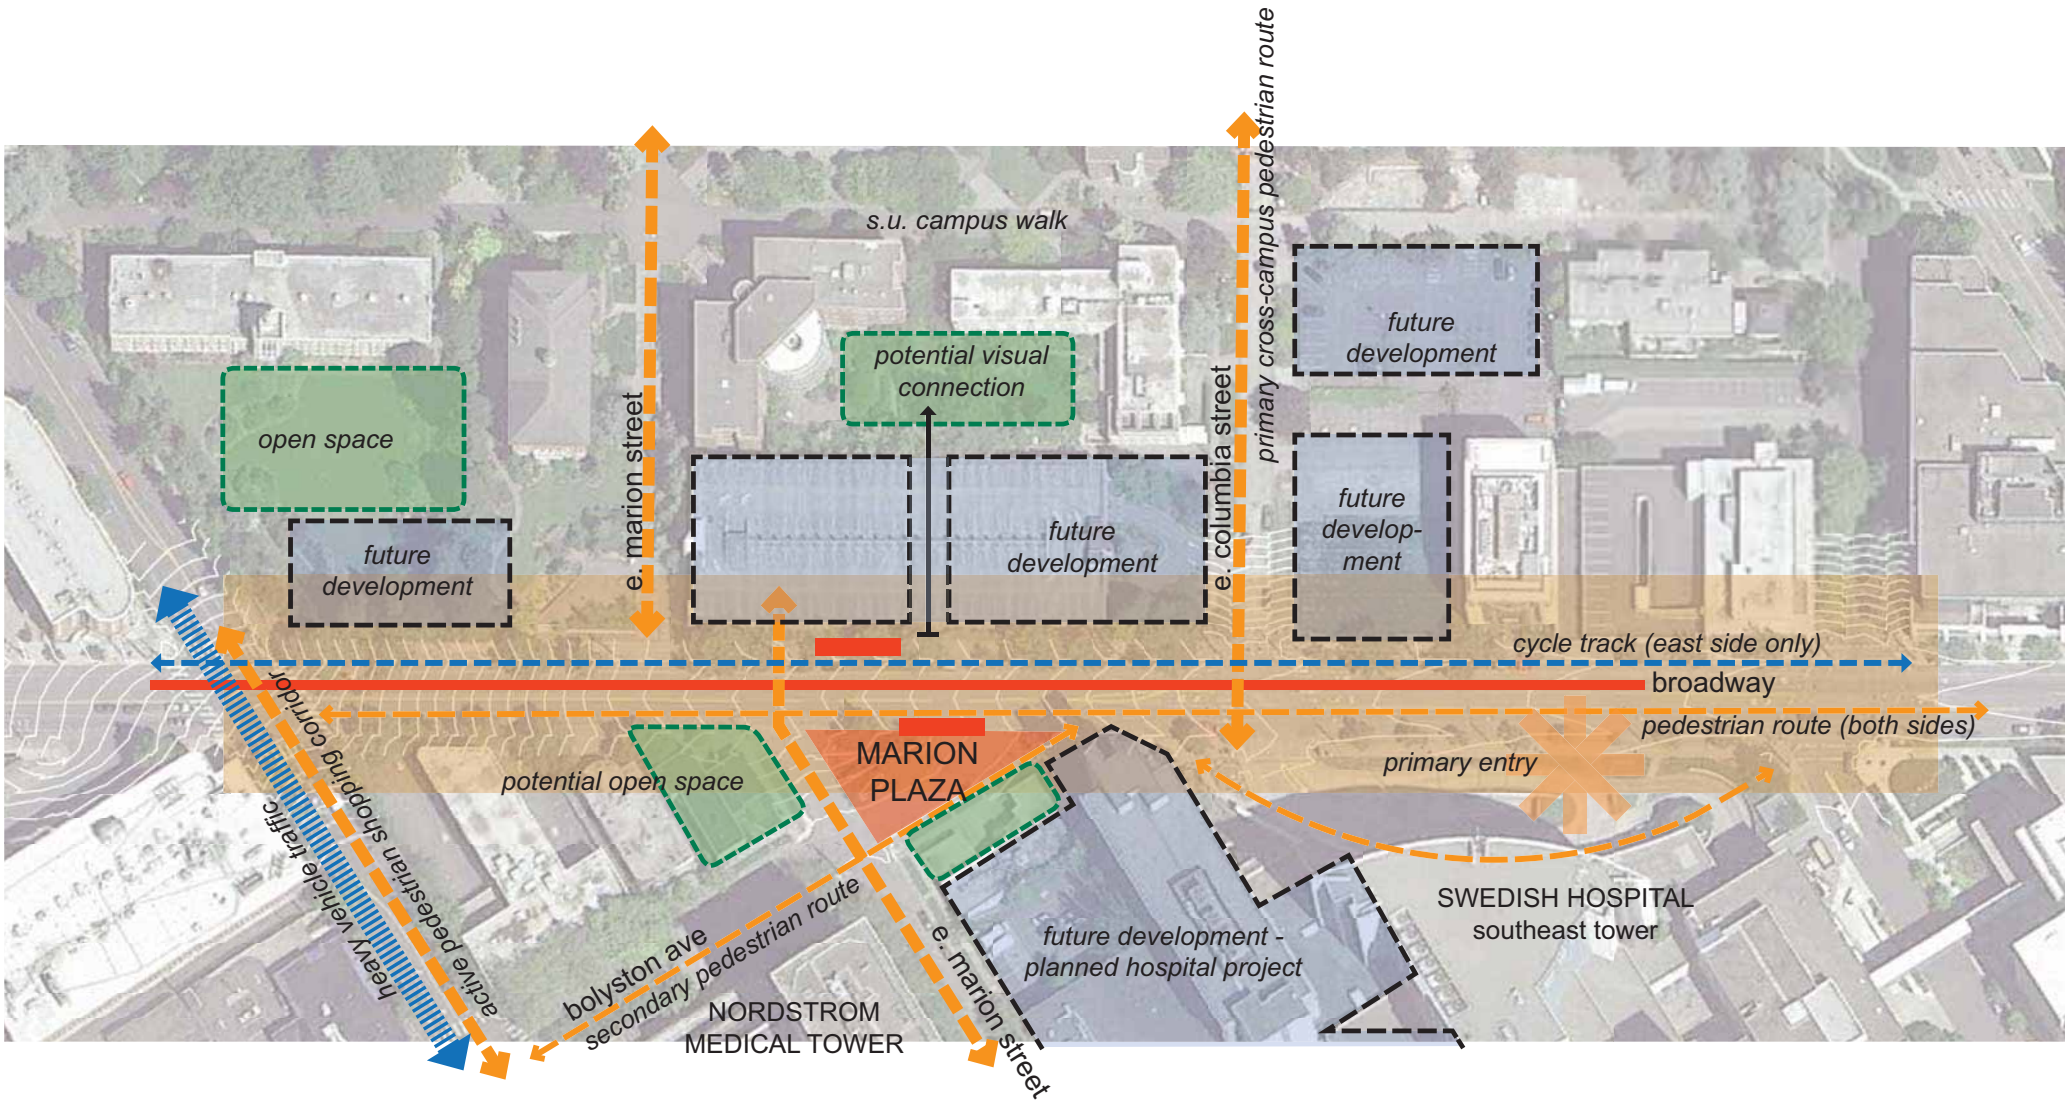 primary cross-campus pedestrian route
s.u. campus walk
future
development
potential visual
connection
open space
e. marion street
e. columbia street
future
development
future
development
future
develop-
ment
cycle track (east side only)
broadway
pedestrian route (both sides)
potential open space
MARION
PLAZA
primary entry
active pedestrian shopping corridor
heavy vehicle traffic
SWEDISH HOSPITAL
southeast tower
bolyston ave
secondary pedestrian route
e. marion street
future development -
planned hospital project
NORDSTROM
MEDICAL TOWER